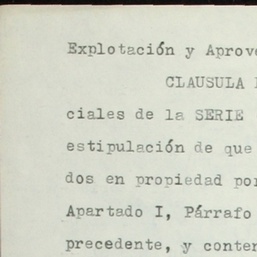 Explotación y Aprove
CLAUSULA
ciales de la SERIE
estipulación de que
dos en propiedad por
Apartado I, Párrafo
precedente, y conten